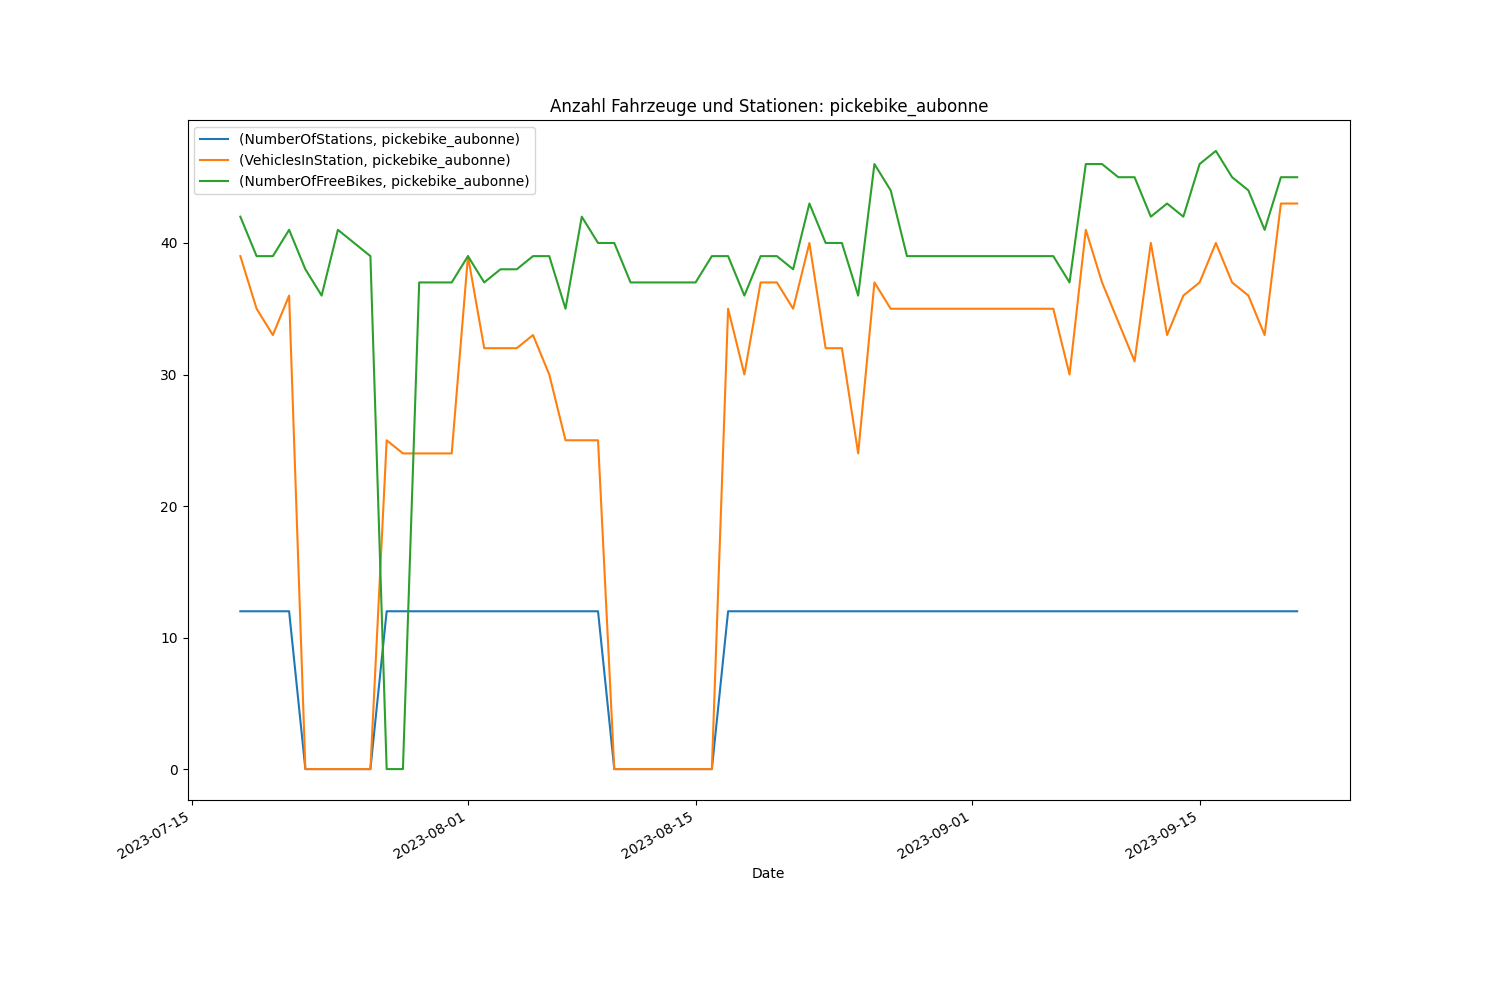 Anzahl Fahrzeuge und Stationen: pickebike_aubonne
(NumberOfStations, pickebike_aubonne)
(VehiclesInStation, pickebike_aubonne)
(NumberOfFreeBikes, pickebike_aubonne)
40
30
20
10
0
2023-07-15
2023-08-01
2023-08-15
2023-09-01
2023-09-15
Date